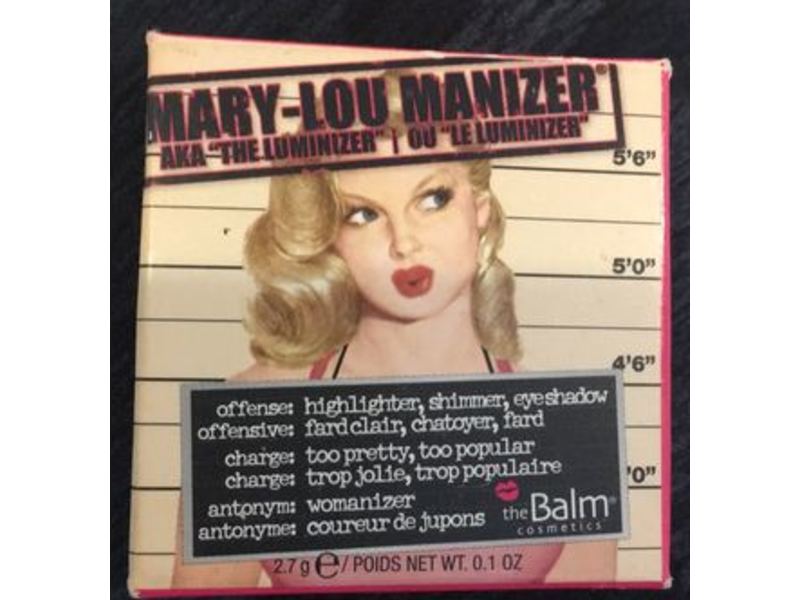 MARY-LOU MANIZER®
AKA "THE LUMINIZER" | OU "LE LUMINIZER"
5'6"
5'0"
4'6"
offense: highlighter, shimmer, eyeshadow
offensive: fard clair, chatoyer, fard
charge: too pretty, too popular
charge: trop jolie, trop populaire
'0"
antonym: womanizer
antonyme: coureur de jupons
theBalm®
cosmetics
2.7 g ℮ / POIDS NET WT. 0.1 OZ